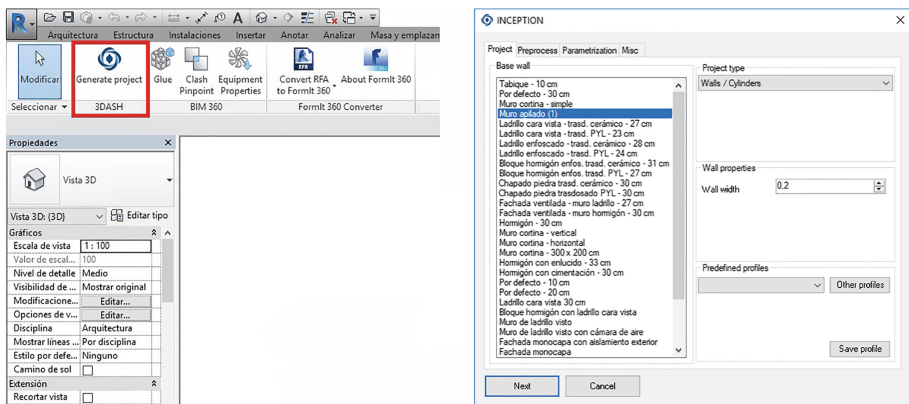 R
A
Arquitectura Estructura Instalaciones Insertar Anotar Analizar Masa y emplazam
Modificar
Generate project
Glue
Clash Pinpoint
Equipment Properties
RFA
Convert RFA to FormIt 360
About FormIt 360
Seleccionar
3DASH
BIM 360
FormIt 360 Converter
Propiedades
Vista 3D
Vista 3D: {3D}
Editar tipo
Gráficos
Escala de vista 1 : 100
Valor de escal... 100
Nivel de detalle Medio
Visibilidad de ... Mostrar original
Modificacione... Editar...
Opciones de v... Editar...
Disciplina Arquitectura
Mostrar líneas ... Por disciplina
Estilo por defe... Ninguno
Camino de sol
Extensión
Recortar vista
INCEPTION
Project Preprocess Parametrization Misc
Base wall
Tabique - 10 cm
Por defecto - 30 cm
Muro cortina - simple
Muro apilado (1)
Ladrillo cara vista - trasd. cerámico - 27 cm
Ladrillo cara vista - trasd. PYL - 23 cm
Ladrillo enfoscado - trasd. cerámico - 28 cm
Ladrillo enfoscado - trasd. PYL - 24 cm
Bloque hormigón enfos. trasd. cerámico - 31 cm
Bloque hormigón enfos. trasd. PYL - 27 cm
Chapado piedra trasd. cerámico - 30 cm
Chapado piedra trasdosado PYL - 30 cm
Fachada ventilada - muro ladrillo - 27 cm
Fachada ventilada - muro hormigón - 30 cm
Hormigón - 30 cm
Muro cortina - vertical
Muro cortina - horizontal
Muro cortina - 300 x 200 cm
Hormigón con enlucido - 33 cm
Hormigón con cimentación - 30 cm
Por defecto - 10 cm
Por defecto - 20 cm
Ladrillo cara vista 30 cm
Bloque hormigón con ladrillo cara vista
Muro de ladrillo visto
Muro de ladrillo visto con cámara de aire
Fachada monocapa con aislamiento exterior
Fachada monocapa
Project type
Walls / Cylinders
Wall properties
Wall width 0,2
Predefined profiles
Other profiles
Save profile
Next
Cancel